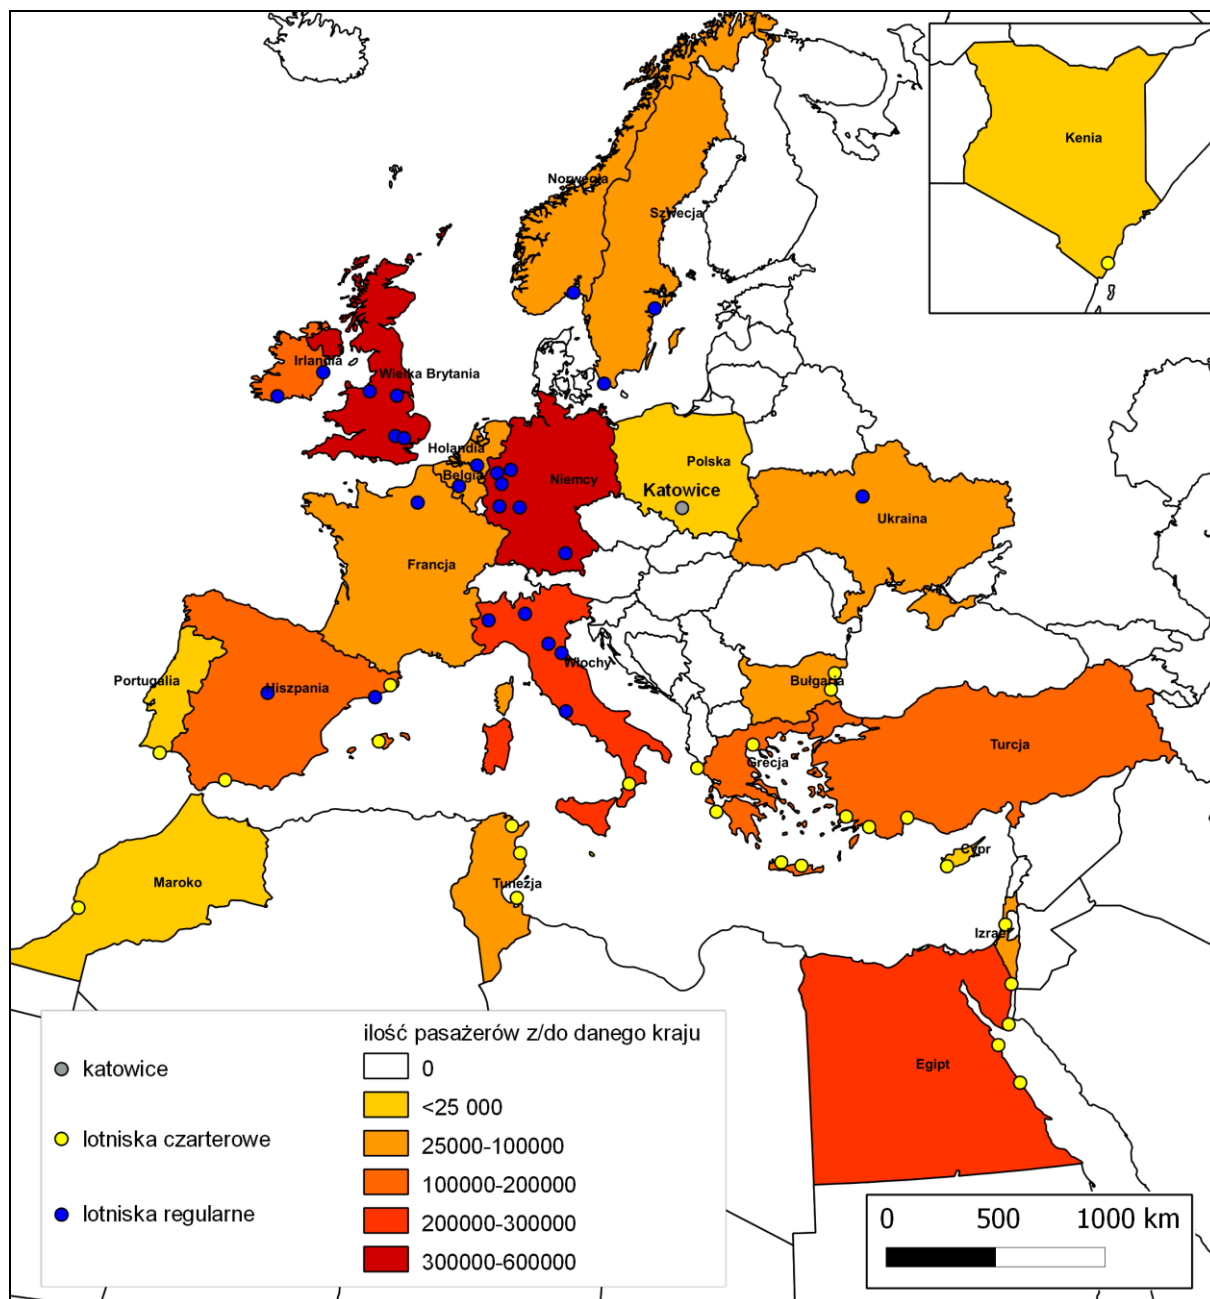 Kenia
Norwegia
Szwecja
Irlandia
Wielka Brytania
Holandia
Belgia
Niemcy
Polska
Katowice
Ukraina
Francja
Portugalia
Hiszpania
Włochy
Bułgaria
Grecja
Turcja
Cypr
Maroko
Tunezja
Izrael
Egipt
ilość pasażerów z/do danego kraju
katowice
lotniska czarterowe
lotniska regularne
0
<25 000
25000-100000
100000-200000
200000-300000
300000-600000
0 500 1000 km